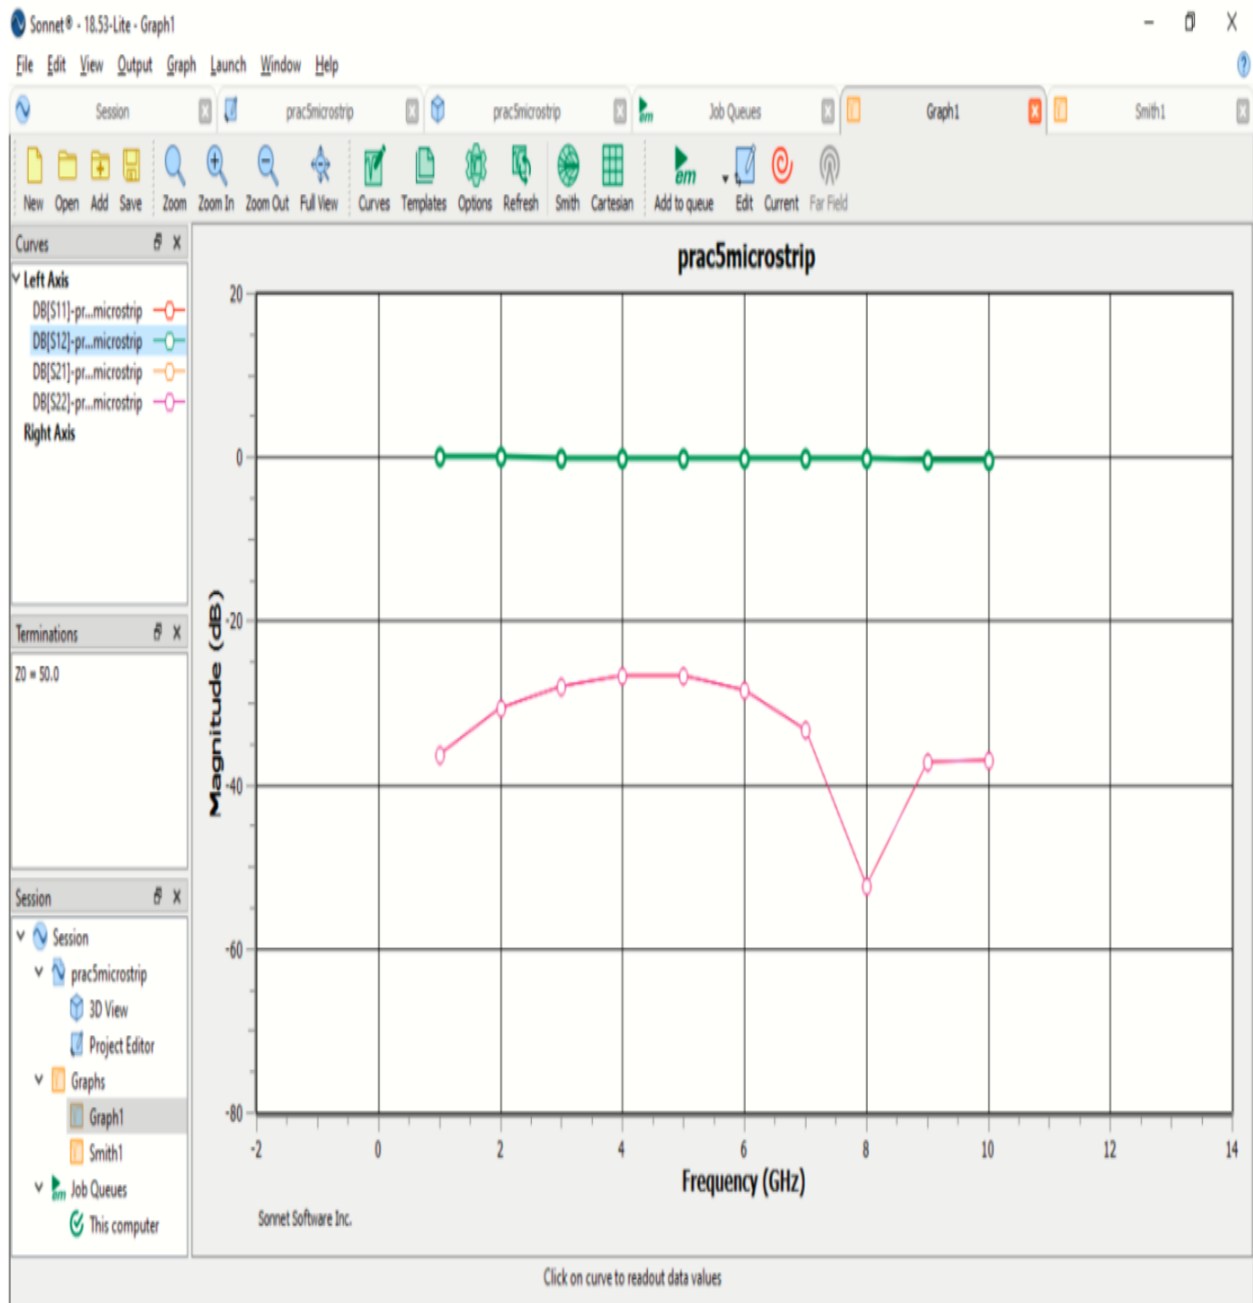 Sonnet® - 18.53-Lite - Graph1
File Edit View Output Graph Launch Window Help
Session prac5microstrip prac5microstrip Job Queues Graph1 Smith1
New Open Add Save Zoom Zoom In Zoom Out Full View Curves Templates Options Refresh Smith Cartesian em Add to queue Edit Current Far Field
Curves
Left Axis
DB[S11]-pr...microstrip
DB[S12]-pr...microstrip
DB[S21]-pr...microstrip
DB[S22]-pr...microstrip
Right Axis
Terminations
Z0 = 50.0
Session
Session
prac5microstrip
3D View
Project Editor
Graphs
Graph1
Smith1
Job Queues
This computer
prac5microstrip
Magnitude (dB)
20
0
-20
-40
-60
-80
-2 0 2 4 6 8 10 12 14
Frequency (GHz)
Sonnet Software Inc.
Click on curve to readout data values